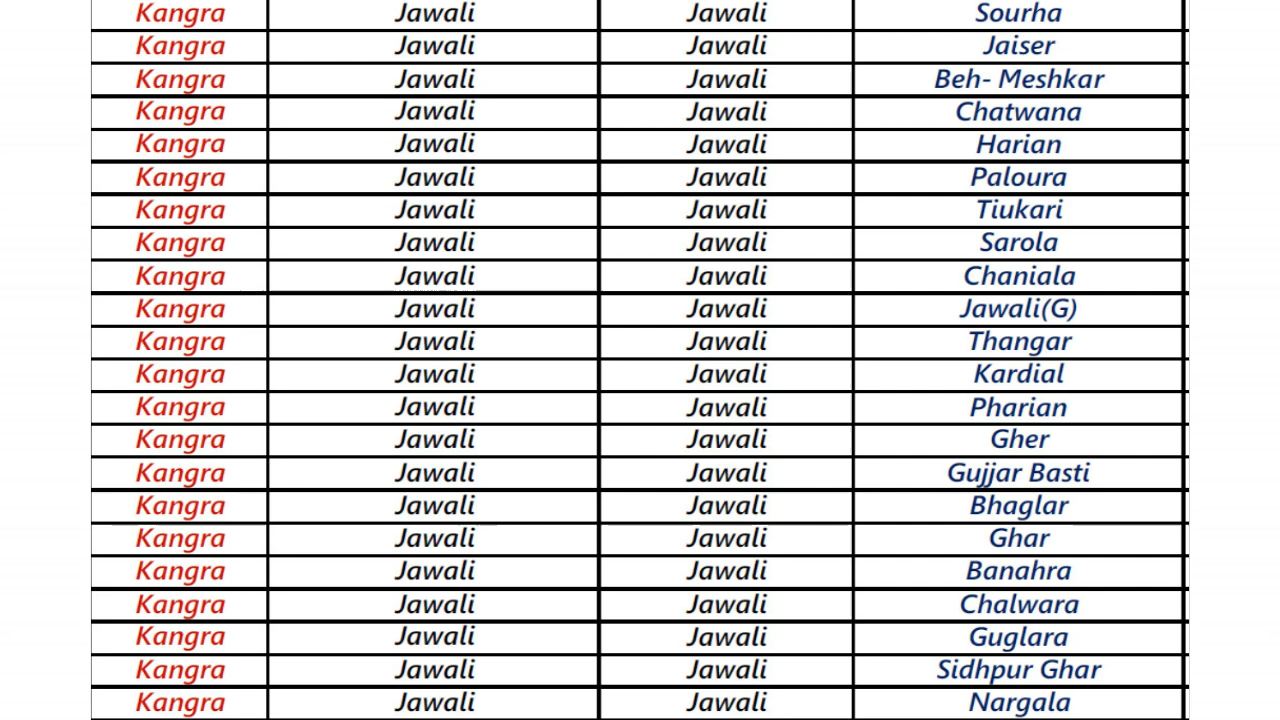 Kangra Jawali Jawali Sourha
Kangra Jawali Jawali Jaiser
Kangra Jawali Jawali Beh- Meshkar
Kangra Jawali Jawali Chatwana
Kangra Jawali Jawali Harian
Kangra Jawali Jawali Paloura
Kangra Jawali Jawali Tiukari
Kangra Jawali Jawali Sarola
Kangra Jawali Jawali Chaniala
Kangra Jawali Jawali Jawali(G)
Kangra Jawali Jawali Thangar
Kangra Jawali Jawali Kardial
Kangra Jawali Jawali Pharian
Kangra Jawali Jawali Gher
Kangra Jawali Jawali Gujjar Basti
Kangra Jawali Jawali Bhaglar
Kangra Jawali Jawali Ghar
Kangra Jawali Jawali Banahra
Kangra Jawali Jawali Chalwara
Kangra Jawali Jawali Guglara
Kangra Jawali Jawali Sidhpur Ghar
Kangra Jawali Jawali Nargala